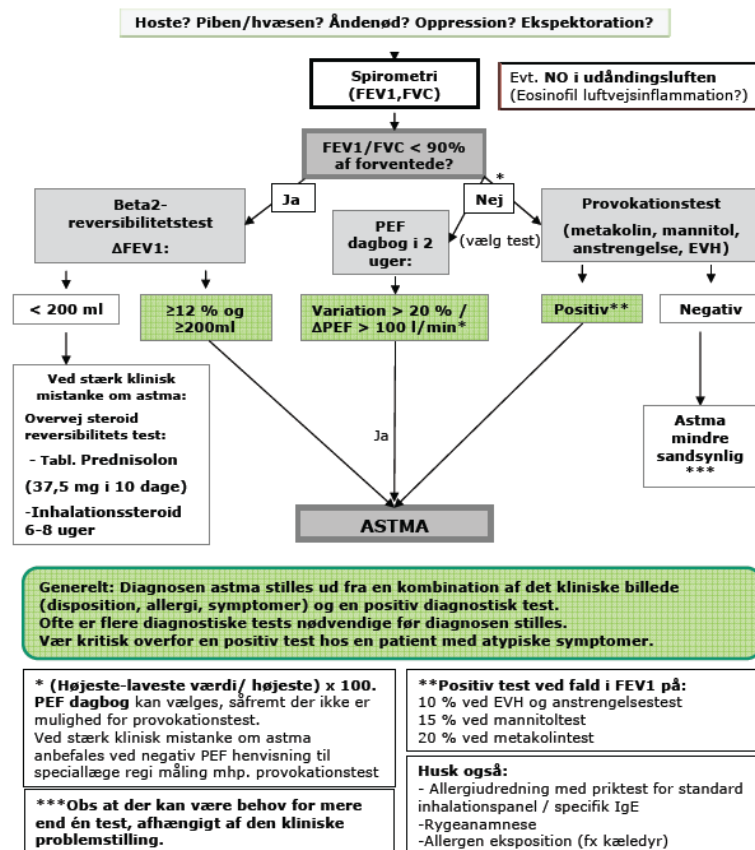 Hoste? Piben/hvæsen? Åndenød? Oppression? Ekspektoration?
Spirometri
(FEV1,FVC)
Evt. NO i udåndingsluften
(Eosinofil luftvejsinflammation?)
FEV1/FVC < 90%
af forventede?
*
Beta2-
reversibilitetstest
ΔFEV1:
Ja
PEF
dagbog i 2
uger:
Nej
(vælg test)
Provokationstest
(metakolin, mannitol,
anstrengelse, EVH)
< 200 ml
≥12 % og
≥200ml
Variation > 20 % /
ΔPEF > 100 l/min*
Positiv**
Negativ
Ved stærk klinisk
mistanke om astma:
Overvej steroid
reversibilitets test:
- Tabl. Prednisolon
(37,5 mg i 10 dage)
-Inhalationssteroid
6-8 uger
Ja
Astma
mindre
sandsynlig
***
ASTMA
Generelt: Diagnosen astma stilles ud fra en kombination af det kliniske billede
(disposition, allergi, symptomer) og en positiv diagnostisk test.
Ofte er flere diagnostiske tests nødvendige før diagnosen stilles.
Vær kritisk overfor en positiv test hos en patient med atypiske symptomer.
* (Højeste-laveste værdi/ højeste) x 100.
PEF dagbog kan vælges, såfremt der ikke er
mulighed for provokationstest.
Ved stærk klinisk mistanke om astma
anbefales ved negativ PEF henvisning til
speciallæge regi måling mhp. provokationstest
***Obs at der kan være behov for mere
end én test, afhængigt af den kliniske
problemstilling.
**Positiv test ved fald i FEV1 på:
10 % ved EVH og anstrengelsestest
15 % ved mannitoltest
20 % ved metakolintest
Husk også:
- Allergiudredning med priktest for standard
inhalationspanel / specifik IgE
-Rygeanamnese
-Allergen eksposition (fx kæledyr)